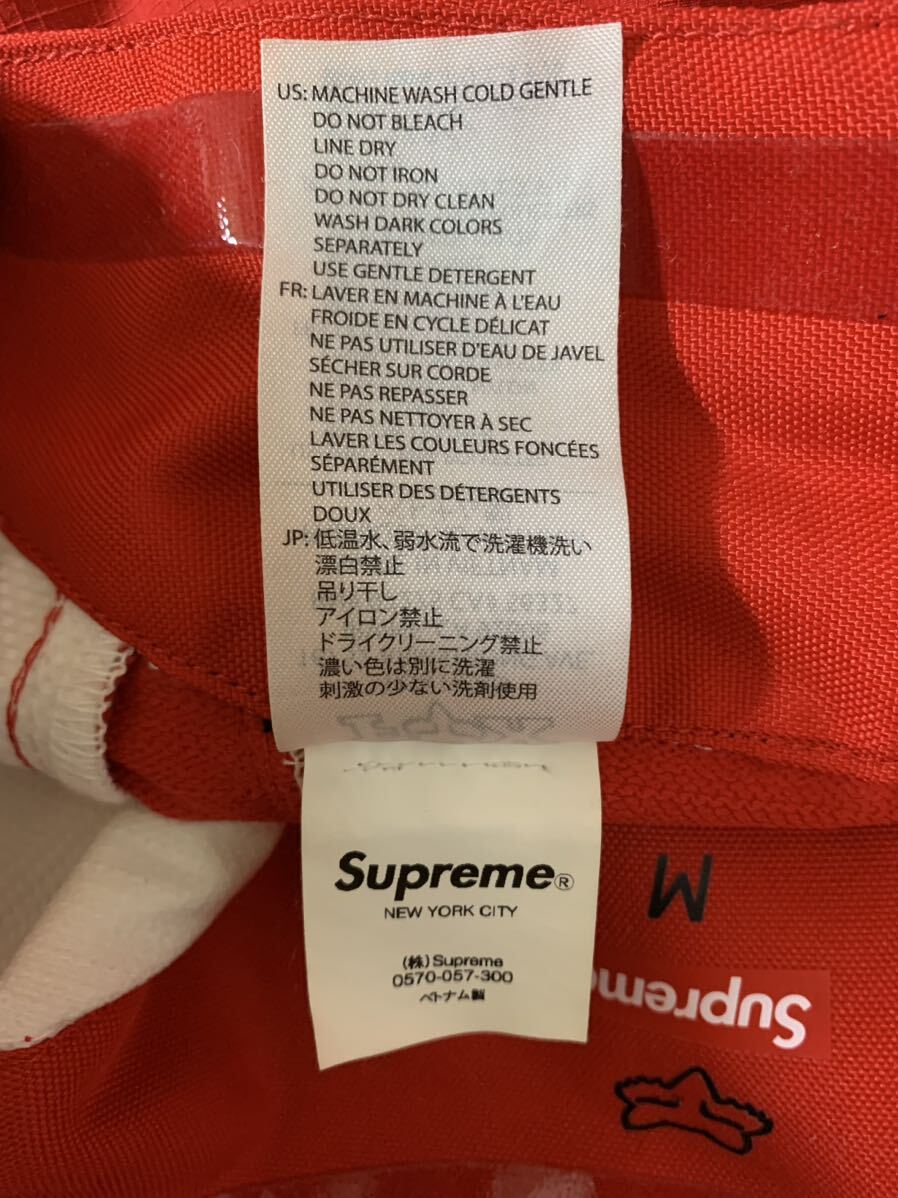 US: MACHINE WASH COLD GENTLE
DO NOT BLEACH
LINE DRY
DO NOT IRON
DO NOT DRY CLEAN
WASH DARK COLORS
SEPARATELY
USE GENTLE DETERGENT
FR: LAVER EN MACHINE À L'EAU
FROIDE EN CYCLE DÉLICAT
NE PAS UTILISER D'EAU DE JAVEL
SÉCHER SUR CORDE
NE PAS REPASSER
NE PAS NETTOYER À SEC
LAVER LES COULEURS FONCÉES
SÉPARÉMENT
UTILISER DES DÉTERGENTS
DOUX
JP: 低温水、弱水流で洗濯機洗い
漂白禁止
吊り干し
アイロン禁止
ドライクリーニング禁止
濃い色は別に洗濯
刺激の少ない洗剤使用
Supreme®
NEW YORK CITY
(株)Supreme
0570-057-300
ベトナム製
M
Supreme